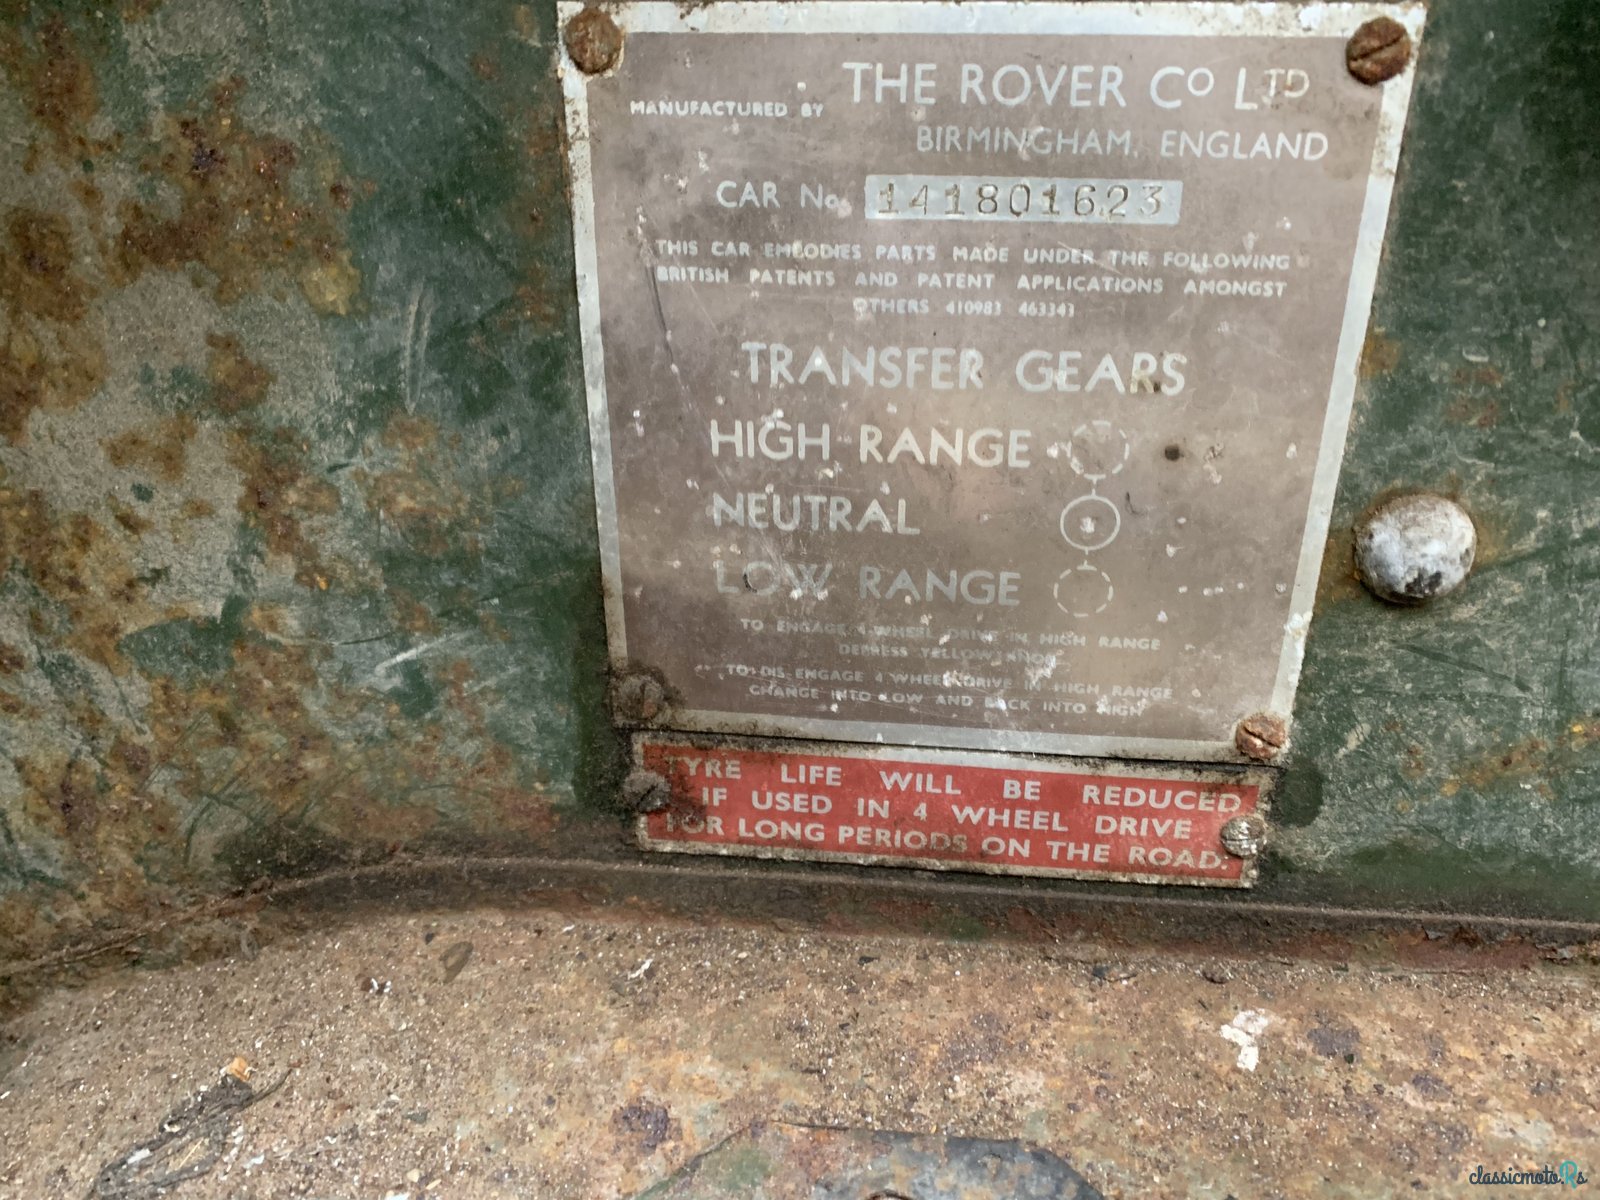 MANUFACTURED BY THE ROVER CO LTD
BIRMINGHAM, ENGLAND
CAR No. 141801623
THIS CAR EMBODIES PARTS MADE UNDER THE FOLLOWING
BRITISH PATENTS AND PATENT APPLICATIONS AMONGST
OTHERS 410983 463343
TRANSFER GEARS
HIGH RANGE
NEUTRAL
LOW RANGE
TO ENGAGE 4-WHEEL DRIVE IN HIGH RANGE
DEPRESS YELLOW KNOB
TO DIS-ENGAGE 4 WHEEL DRIVE IN HIGH RANGE
CHANGE INTO LOW AND BACK INTO HIGH
TYRE LIFE WILL BE REDUCED
IF USED IN 4 WHEEL DRIVE
FOR LONG PERIODS ON THE ROAD.
classicmoto.Rs